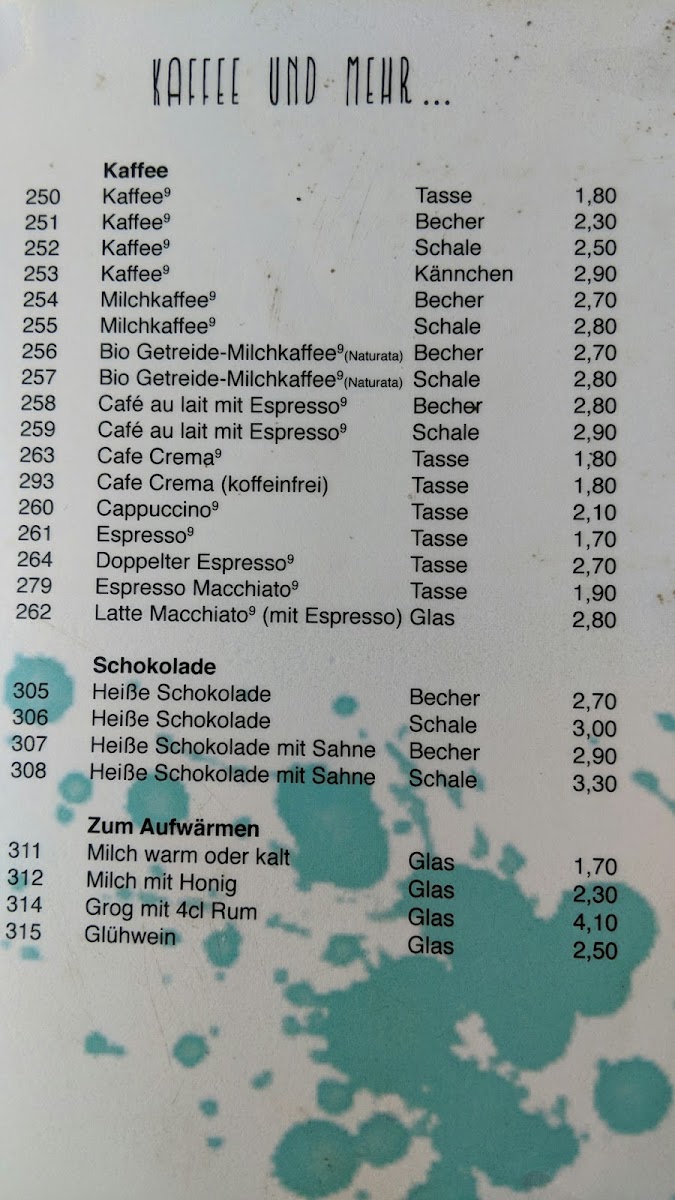 KAFFEE UND MEHR...
Kaffee
250 Kaffee⁹ Tasse 1,80
251 Kaffee⁹ Becher 2,30
252 Kaffee⁹ Schale 2,50
253 Kaffee⁹ Kännchen 2,90
254 Milchkaffee⁹ Becher 2,70
255 Milchkaffee⁹ Schale 2,80
256 Bio Getreide-Milchkaffee⁹(Naturata) Becher 2,70
257 Bio Getreide-Milchkaffee⁹(Naturata) Schale 2,80
258 Café au lait mit Espresso⁹ Becher 2,80
259 Café au lait mit Espresso⁹ Schale 2,90
263 Cafe Crema⁹ Tasse 1,80
293 Cafe Crema (koffeinfrei) Tasse 1,80
260 Cappuccino⁹ Tasse 2,10
261 Espresso⁹ Tasse 1,70
264 Doppelter Espresso⁹ Tasse 2,70
279 Espresso Macchiato⁹ Tasse 1,90
262 Latte Macchiato⁹ (mit Espresso) Glas 2,80
Schokolade
305 Heiße Schokolade Becher 2,70
306 Heiße Schokolade Schale 3,00
307 Heiße Schokolade mit Sahne Becher 2,90
308 Heiße Schokolade mit Sahne Schale 3,30
Zum Aufwärmen
311 Milch warm oder kalt Glas 1,70
312 Milch mit Honig Glas 2,30
314 Grog mit 4cl Rum Glas 4,10
315 Glühwein Glas 2,50